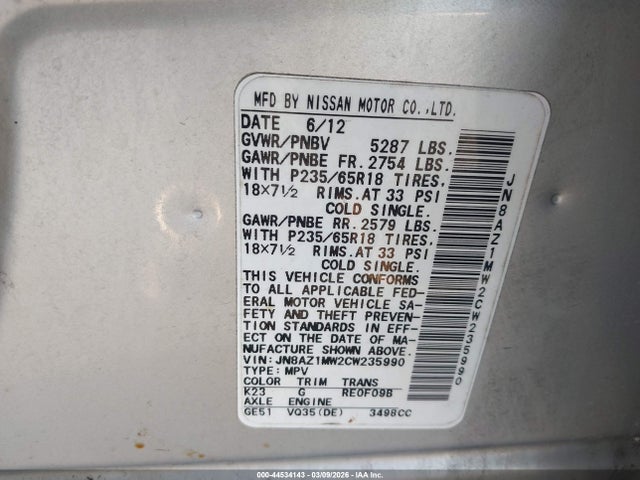 MFD BY NISSAN MOTOR CO.,LTD.
DATE 6/12
GVWR/PNBV 5287 LBS.
GAWR/PNBE FR. 2754 LBS.
WITH P235/65R18 TIRES.
18×7½ RIMS. AT 33 PSI
COLD SINGLE.
GAWR/PNBE RR. 2579 LBS.
WITH P235/65R18 TIRES.
18×7½ RIMS. AT 33 PSI
COLD SINGLE.
THIS VEHICLE CONFORMS
TO ALL APPLICABLE FED-
ERAL MOTOR VEHICLE SA-
FETY AND THEFT PREVEN-
TION STANDARDS IN EFF-
ECT ON THE DATE OF MA-
NUFACTURE SHOWN ABOVE.
VIN: JN8AZ1MW2CW235990
TYPE: MPV
COLOR TRIM TRANS
K23 G RE0F09B
AXLE ENGINE
GE51 VQ35(DE) 3498CC
JN8AZ1MW2CW235990
000-44534143 - 03/09/2026 - IAA Inc.